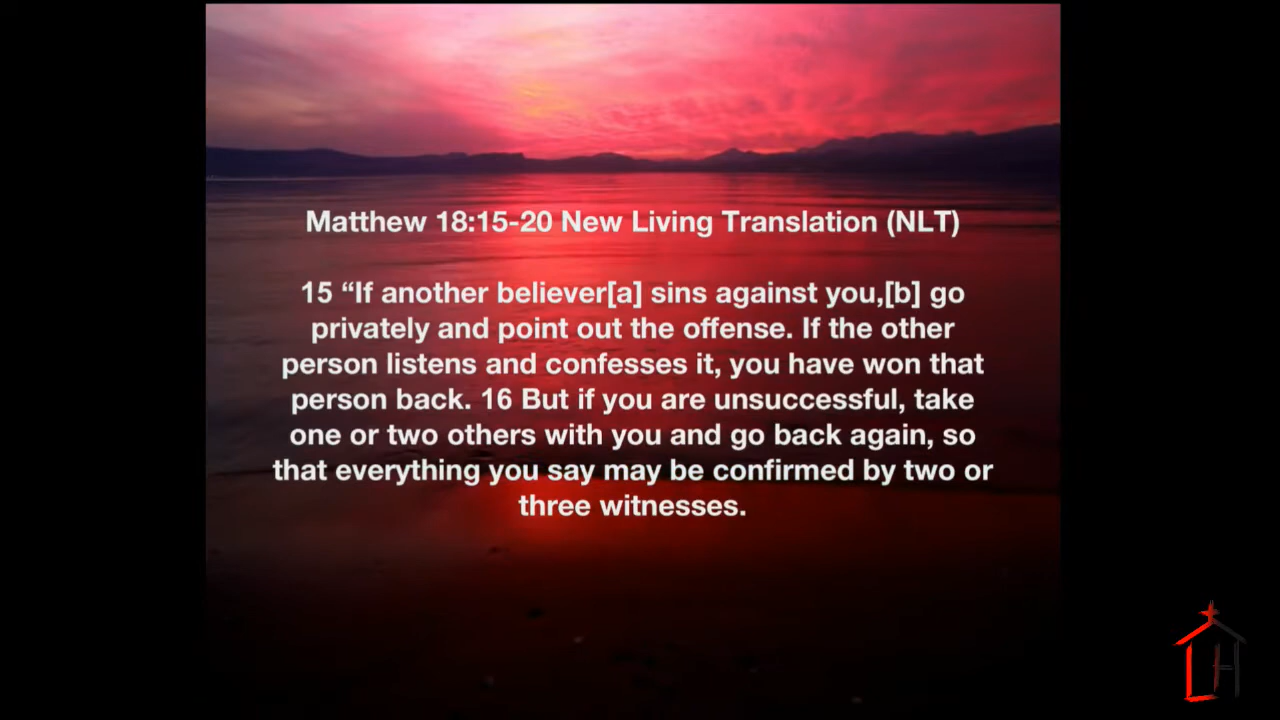 Matthew 18:15-20 New Living Translation (NLT)
15 “If another believer[a] sins against you,[b] go
privately and point out the offense. If the other
person listens and confesses it, you have won that
person back. 16 But if you are unsuccessful, take
one or two others with you and go back again, so
that everything you say may be confirmed by two or
three witnesses.